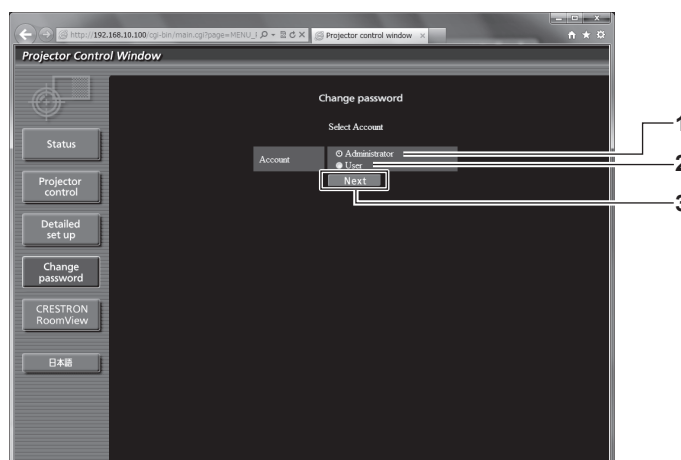 http://192.168.10.100/cgi-bin/main.cgi?page=MENU_
Projector control window
Projector Control Window
Change password
Select Account
Account
Administrator
User
Next
1
2
3
Status
Projector
control
Detailed
set up
Change
password
CRESTRON
RoomView
日本語